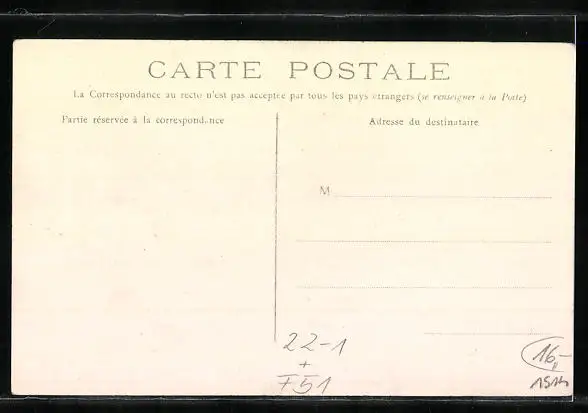 CARTE POSTALE
La Correspondance au recto n'est pas acceptée par tous les pays étrangers (se renseigner à la Poste)
Partie réservée à la correspondance
Adresse du destinataire
M
22-1
+
F51
16,-
1514